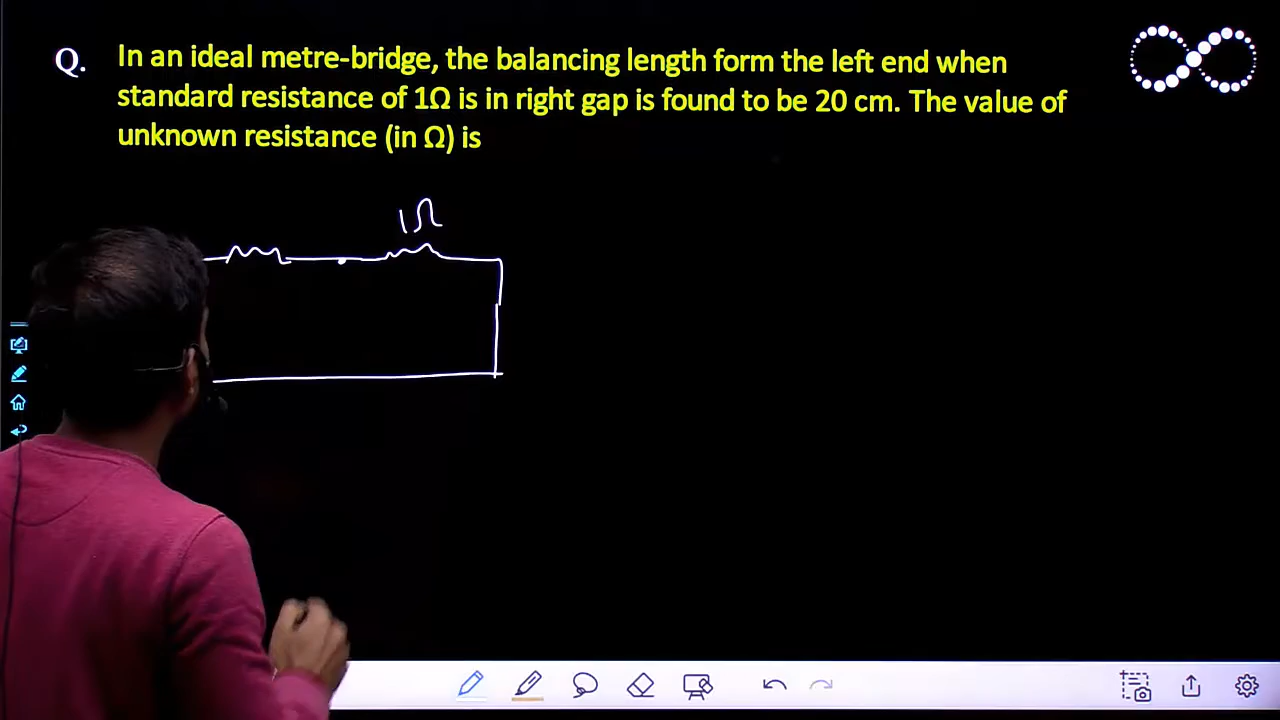 Q. In an ideal metre-bridge, the balancing length form the left end when
standard resistance of 1Ω is in right gap is found to be 20 cm. The value of
unknown resistance (in Ω) is
1Ω